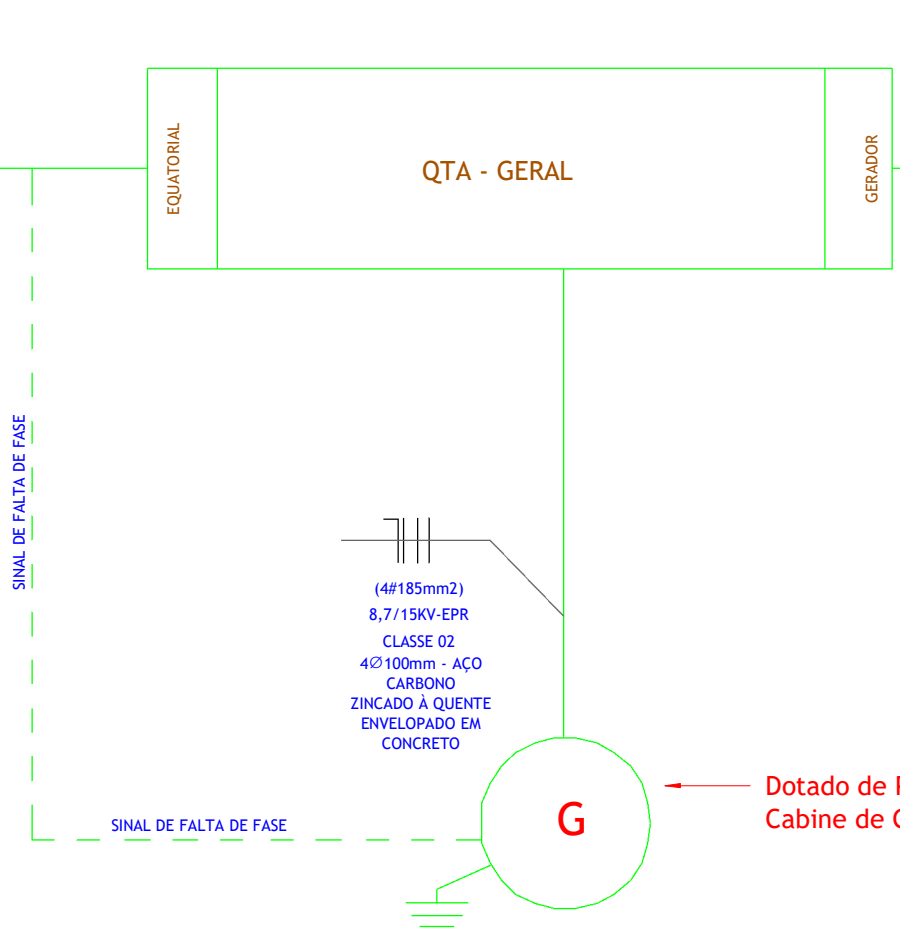 EQUATORIAL
QTA - GERAL
GERADOR
SINAL DE FALTA DE FASE
(4#185mm2)
8,7/15KV-EPR
CLASSE 02
4∅100mm - AÇO
CARBONO
ZINCADO À QUENTE
ENVELOPADO EM
CONCRETO
G
Dotado de
Cabine de
SINAL DE FALTA DE FASE